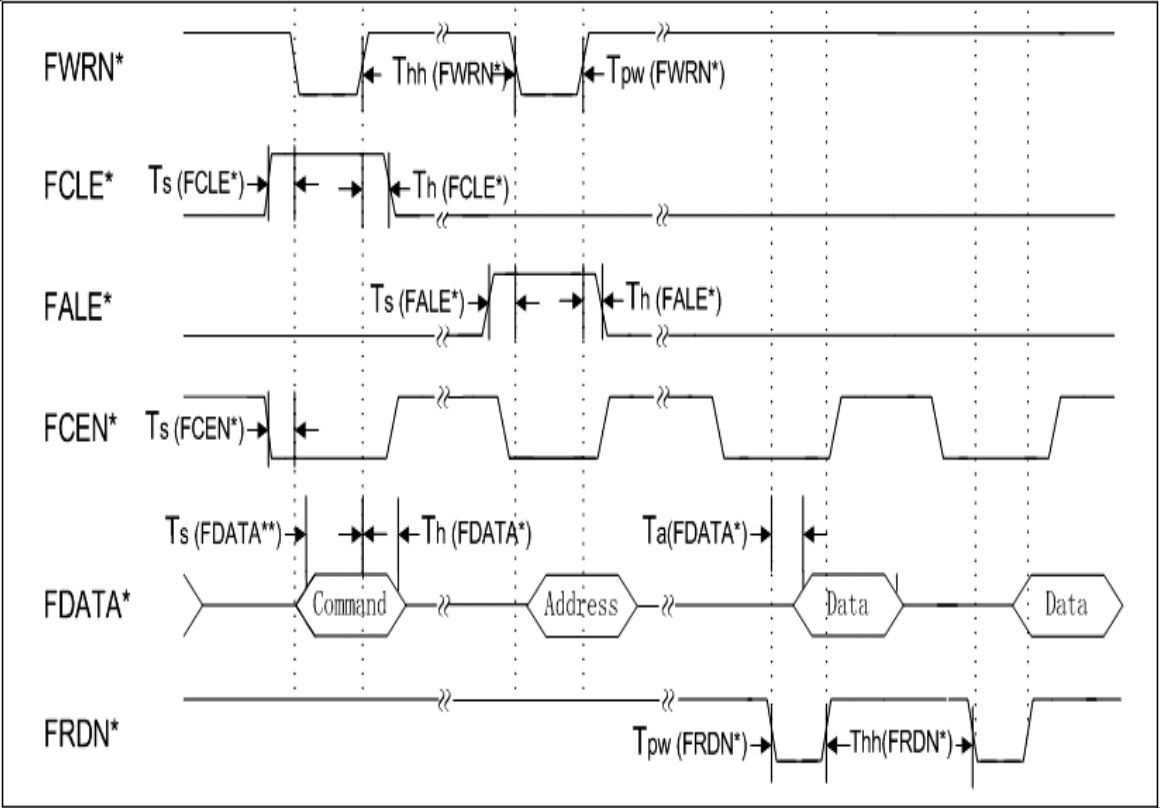 FWRN*
Thh (FWRN*)
Tpw (FWRN*)
FCLE*
Ts (FCLE*)
Th (FCLE*)
FALE*
Ts (FALE*)
Th (FALE*)
FCEN*
Ts (FCEN*)
Ts (FDATA**)
Th (FDATA*)
Ta(FDATA*)
FDATA*
Command
Address
Data
Data
FRDN*
Tpw (FRDN*)
Thh(FRDN*)